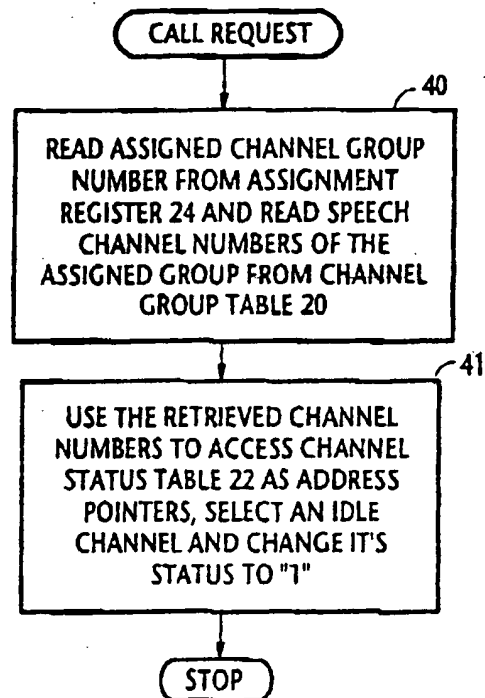 CALL REQUEST
40
READ ASSIGNED CHANNEL GROUP
NUMBER FROM ASSIGNMENT
REGISTER 24 AND READ SPEECH
CHANNEL NUMBERS OF THE
ASSIGNED GROUP FROM CHANNEL
GROUP TABLE 20
41
USE THE RETRIEVED CHANNEL
NUMBERS TO ACCESS CHANNEL
STATUS TABLE 22 AS ADDRESS
POINTERS, SELECT AN IDLE
CHANNEL AND CHANGE IT'S
STATUS TO "1"
STOP